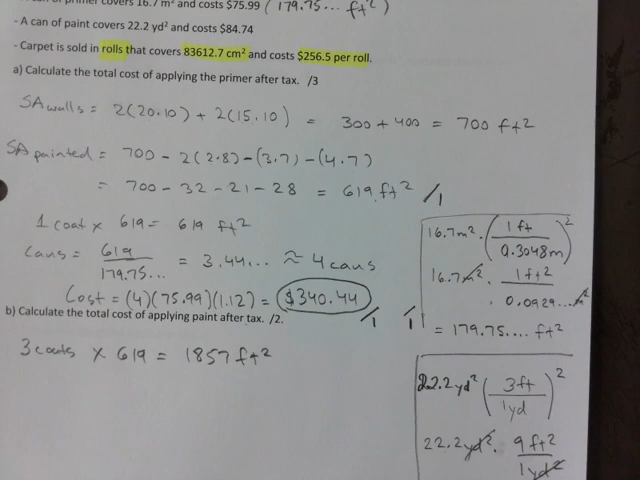 of primer covers 16.7 m² and costs $75.99 (179.75... ft²)
- A can of paint covers 22.2 yd² and costs $84.74
- Carpet is sold in rolls that covers 83612.7 cm² and costs $256.5 per roll.
a) Calculate the total cost of applying the primer after tax. /3
SA walls = 2(20.10) + 2(15.10) = 300 + 400 = 700 ft2
SA painted = 700 - 2(2.8) - (3.7) - (4.7)
= 700 - 32 - 21 - 28 = 619 ft² /1
1 coat x 619 = 619 ft²
Cans = 619/179.75... = 3.44... ≈ 4 cans
Cost = (4)(75.99)(1.12) = $340.44 /1 /1
16.7m² . (1 ft/0.3048m)²
16.7m² . 1ft2/0.0929...m²
= 179.75.... ft²
b) Calculate the total cost of applying paint after tax. /2.
3 coats x 619 = 1857 ft²
22.2yd² (3ft/1yd)²
22.2yd². 9ft2/1yd2